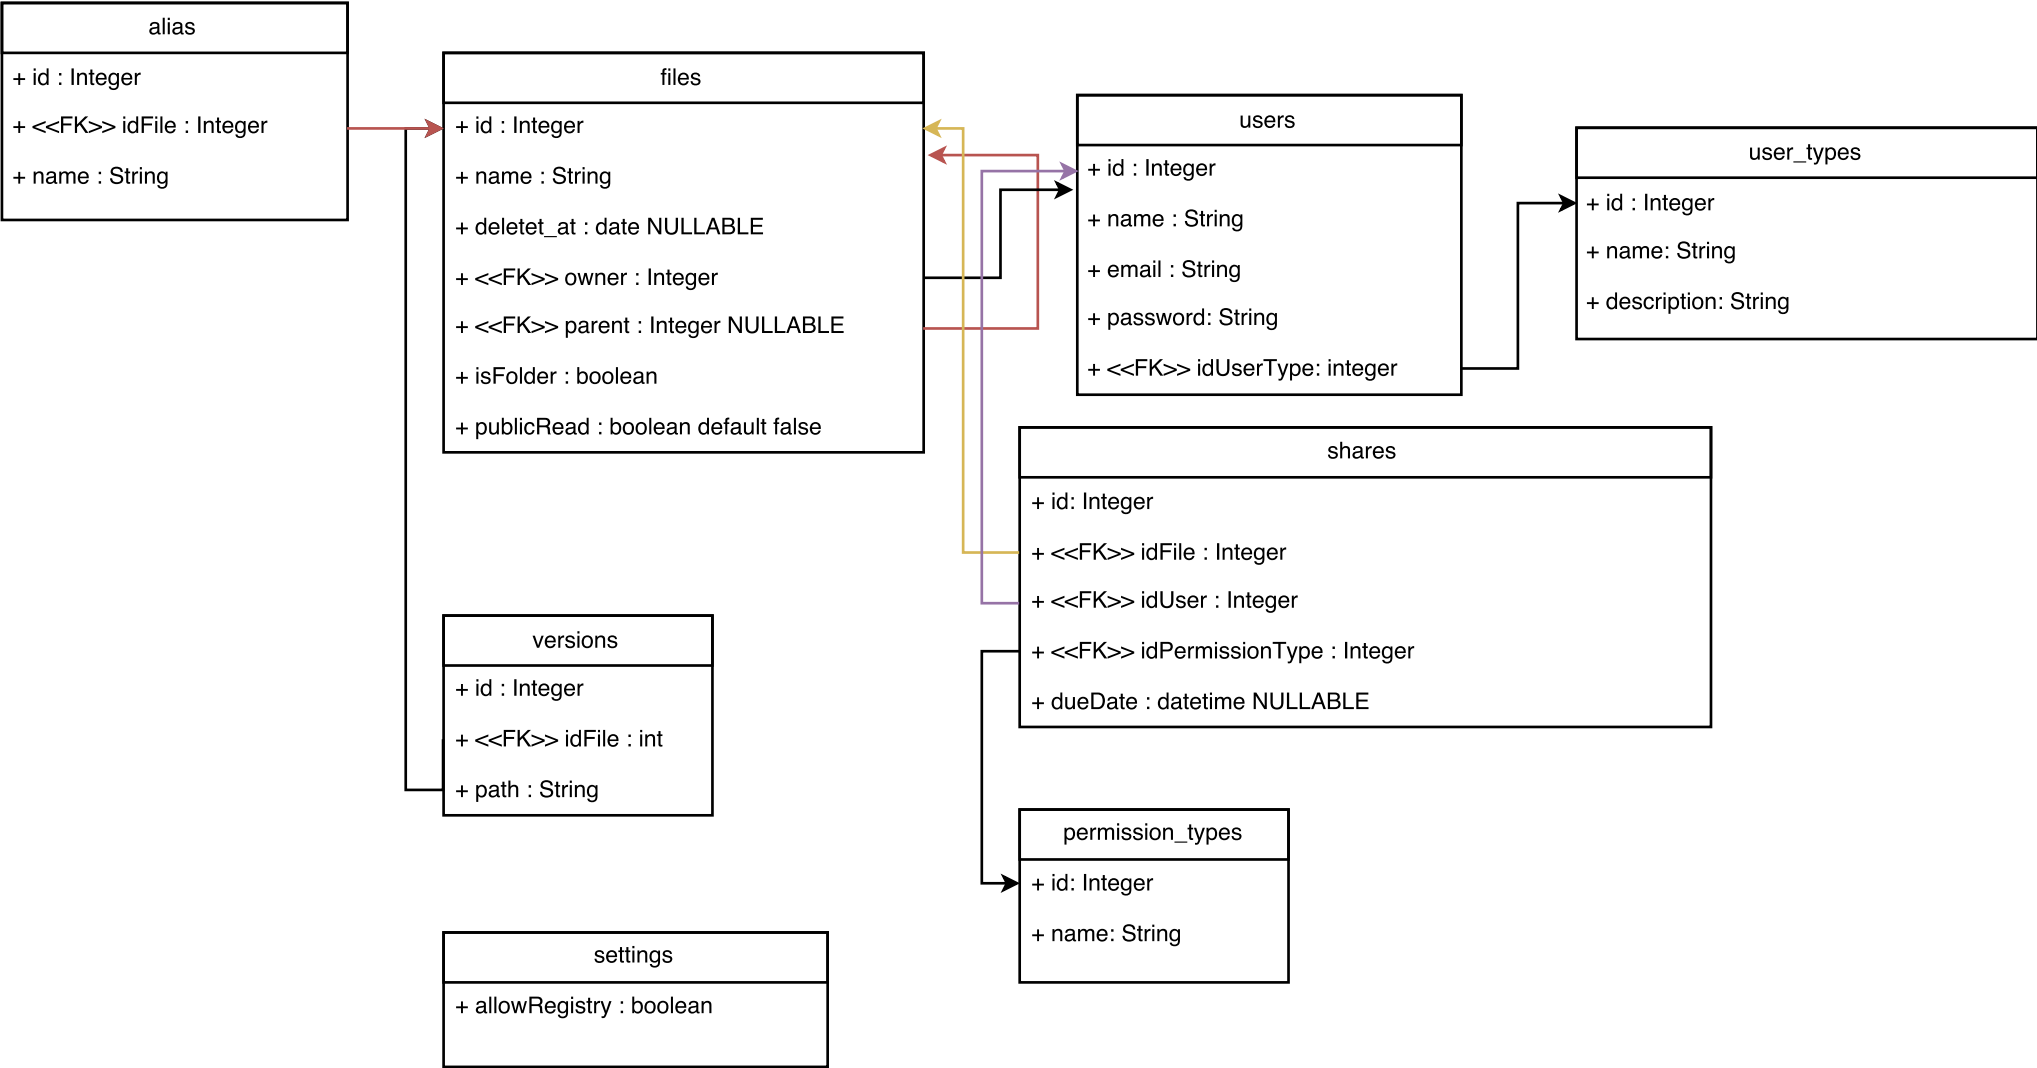 alias
+ id : Integer
+ <<FK>> idFile : Integer
+ name : String
files
+ id : Integer
+ name : String
+ deletet_at : date NULLABLE
+ <<FK>> owner : Integer
+ <<FK>> parent : Integer NULLABLE
+ isFolder : boolean
+ publicRead : boolean default false
users
+ id : Integer
+ name : String
+ email : String
+ password: String
+ <<FK>> idUserType: integer
user_types
+ id : Integer
+ name: String
+ description: String
shares
+ id: Integer
+ <<FK>> idFile : Integer
+ <<FK>> idUser : Integer
+ <<FK>> idPermissionType : Integer
+ dueDate : datetime NULLABLE
versions
+ id : Integer
+ <<FK>> idFile : int
+ path : String
permission_types
+ id: Integer
+ name: String
settings
+ allowRegistry : boolean